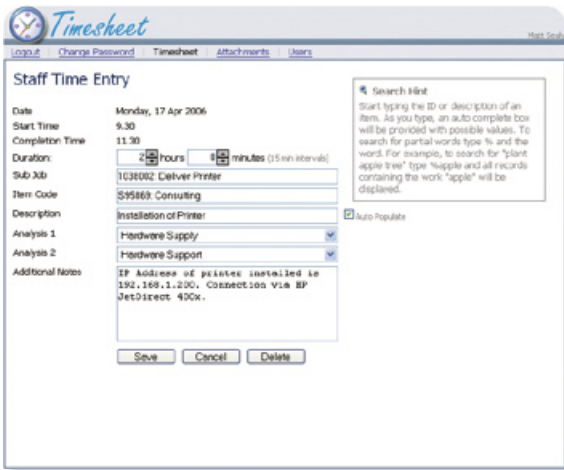 Timesheet
Matt Sealy
Logout Change Password Timesheet Attachments Users
Staff Time Entry
Date Monday, 17 Apr 2006
Start Time 9.30
Completion Time 11.30
Duration: 2 hours 0 minutes (15 min intervals)
Sub Job 1038002: Deliver Printer
Item Code S95869: Consulting
Description Installation of Printer
Auto Populate
Analysis 1 Hardware Supply
Analysis 2 Hardware Support
Additional Notes IP Address of printer installed is
192.168.1.200. Connection via HP
JetDirect 400x.
Save Cancel Delete
Search Hint
Start typing the ID or description of an
item. As you type, an auto complete box
will be provided with possible values. To
search for partial words type % and the
word. For example, to search for "plant
apple tree" type %apple and all records
containing the work "apple" will be
displayed.